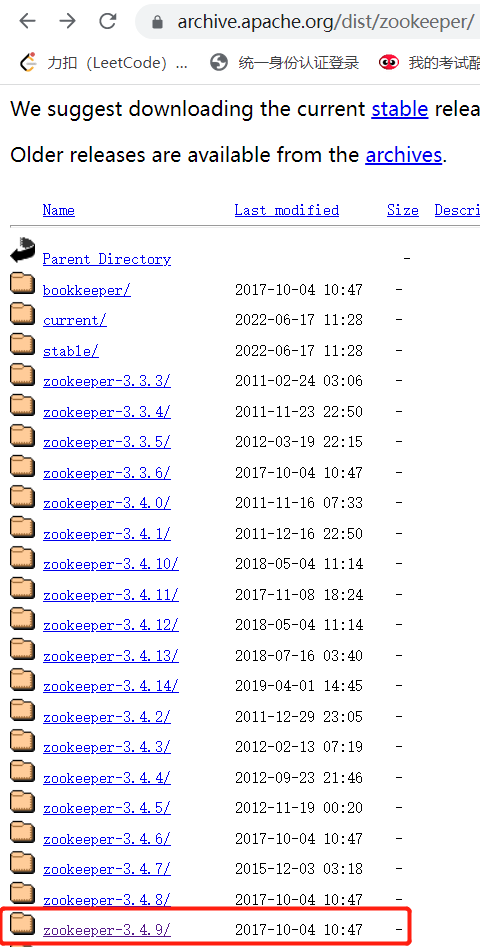 archive.apache.org/dist/zookeeper/
力扣（LeetCode）... 统一身份认证登录 我的考试酷
We suggest downloading the current stable relea
Older releases are available from the archives.
Name Last modified Size Descri
Parent Directory -
bookkeeper/ 2017-10-04 10:47 -
current/ 2022-06-17 11:28 -
stable/ 2022-06-17 11:28 -
zookeeper-3.3.3/ 2011-02-24 03:06 -
zookeeper-3.3.4/ 2011-11-23 22:50 -
zookeeper-3.3.5/ 2012-03-19 22:15 -
zookeeper-3.3.6/ 2017-10-04 10:47 -
zookeeper-3.4.0/ 2011-11-16 07:33 -
zookeeper-3.4.1/ 2011-12-16 22:50 -
zookeeper-3.4.10/ 2018-05-04 11:14 -
zookeeper-3.4.11/ 2017-11-08 18:24 -
zookeeper-3.4.12/ 2018-05-04 11:14 -
zookeeper-3.4.13/ 2018-07-16 03:40 -
zookeeper-3.4.14/ 2019-04-01 14:45 -
zookeeper-3.4.2/ 2011-12-29 23:05 -
zookeeper-3.4.3/ 2012-02-13 07:19 -
zookeeper-3.4.4/ 2012-09-23 21:46 -
zookeeper-3.4.5/ 2012-11-19 00:20 -
zookeeper-3.4.6/ 2017-10-04 10:47 -
zookeeper-3.4.7/ 2015-12-03 03:18 -
zookeeper-3.4.8/ 2017-10-04 10:47 -
zookeeper-3.4.9/ 2017-10-04 10:47 -